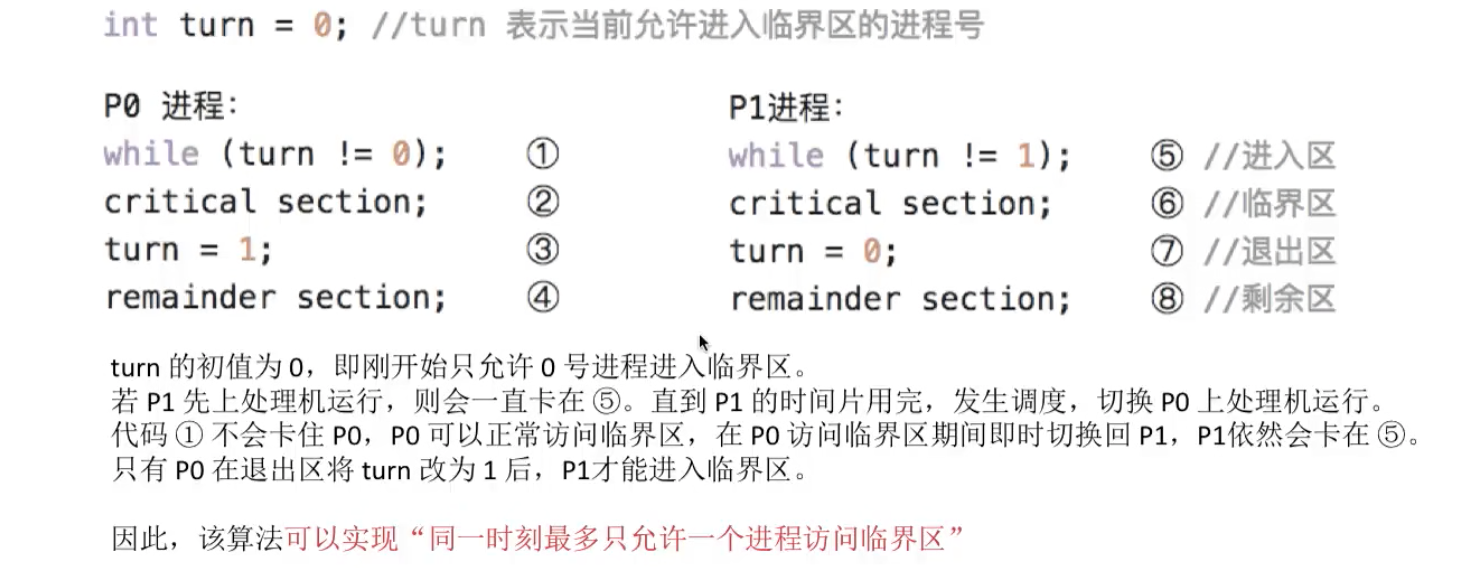 int turn = 0; //turn 表示当前允许进入临界区的进程号
P0 进程:
while (turn != 0); ①
critical section; ②
turn = 1; ③
remainder section; ④
P1进程:
while (turn != 1); ⑤ //进入区
critical section; ⑥ //临界区
turn = 0; ⑦ //退出区
remainder section; ⑧ //剩余区
turn 的初值为 0，即刚开始只允许 0 号进程进入临界区。
若 P1 先上处理机运行，则会一直卡在 ⑤。直到 P1 的时间片用完，发生调度，切换 P0 上处理机运行。
代码 ① 不会卡住 P0，P0 可以正常访问临界区，在 P0 访问临界区期间即时切换回 P1，P1依然会卡在 ⑤。
只有 P0 在退出区将 turn 改为 1 后，P1才能进入临界区。
因此，该算法可以实现“同一时刻最多只允许一个进程访问临界区”